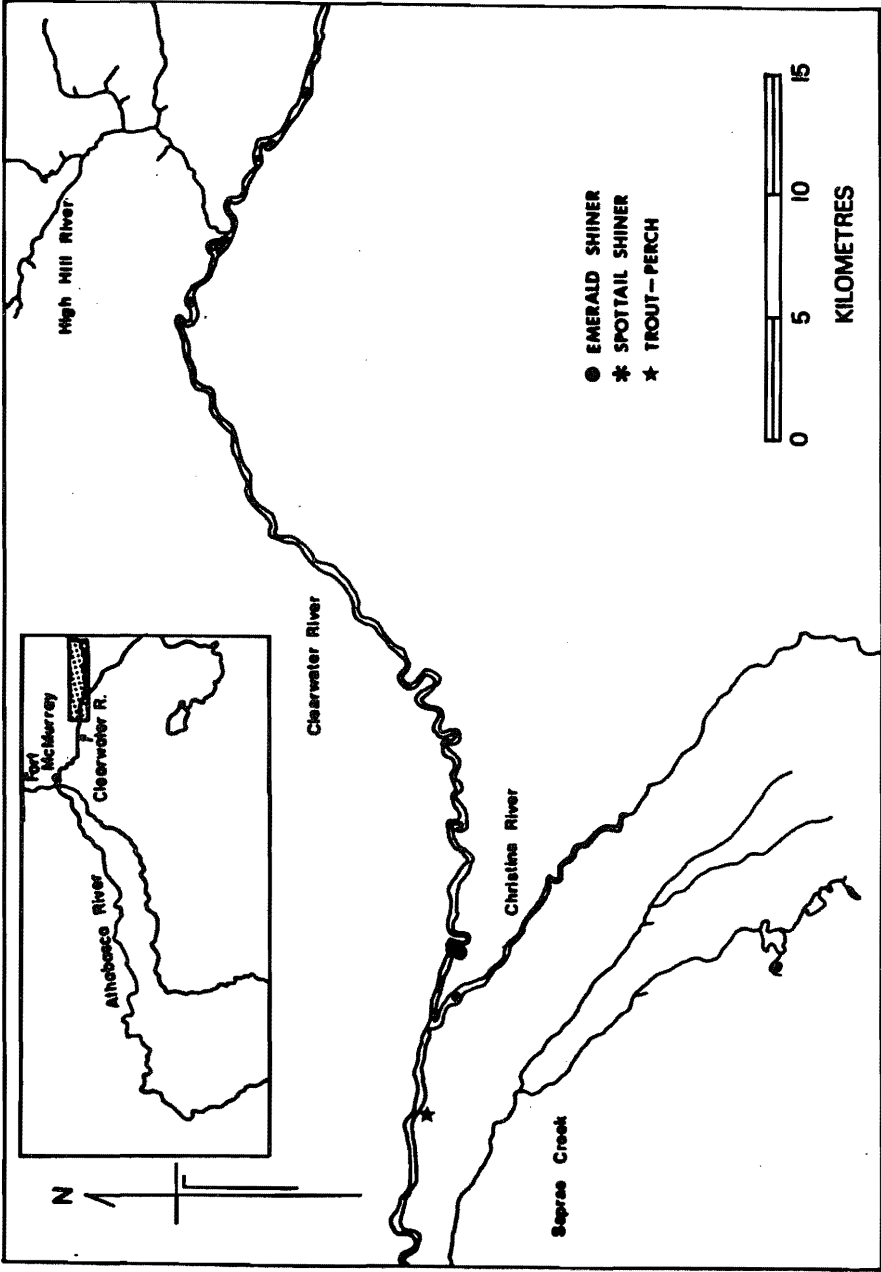 N
Fort
McMurray
Clearwater R.
Athabasca River
High Hill River
Clearwater River
Christina River
Saprae Creek
EMERALD SHINER
SPOTTAIL SHINER
TROUT-PERCH
0 5 10 15
KILOMETRES